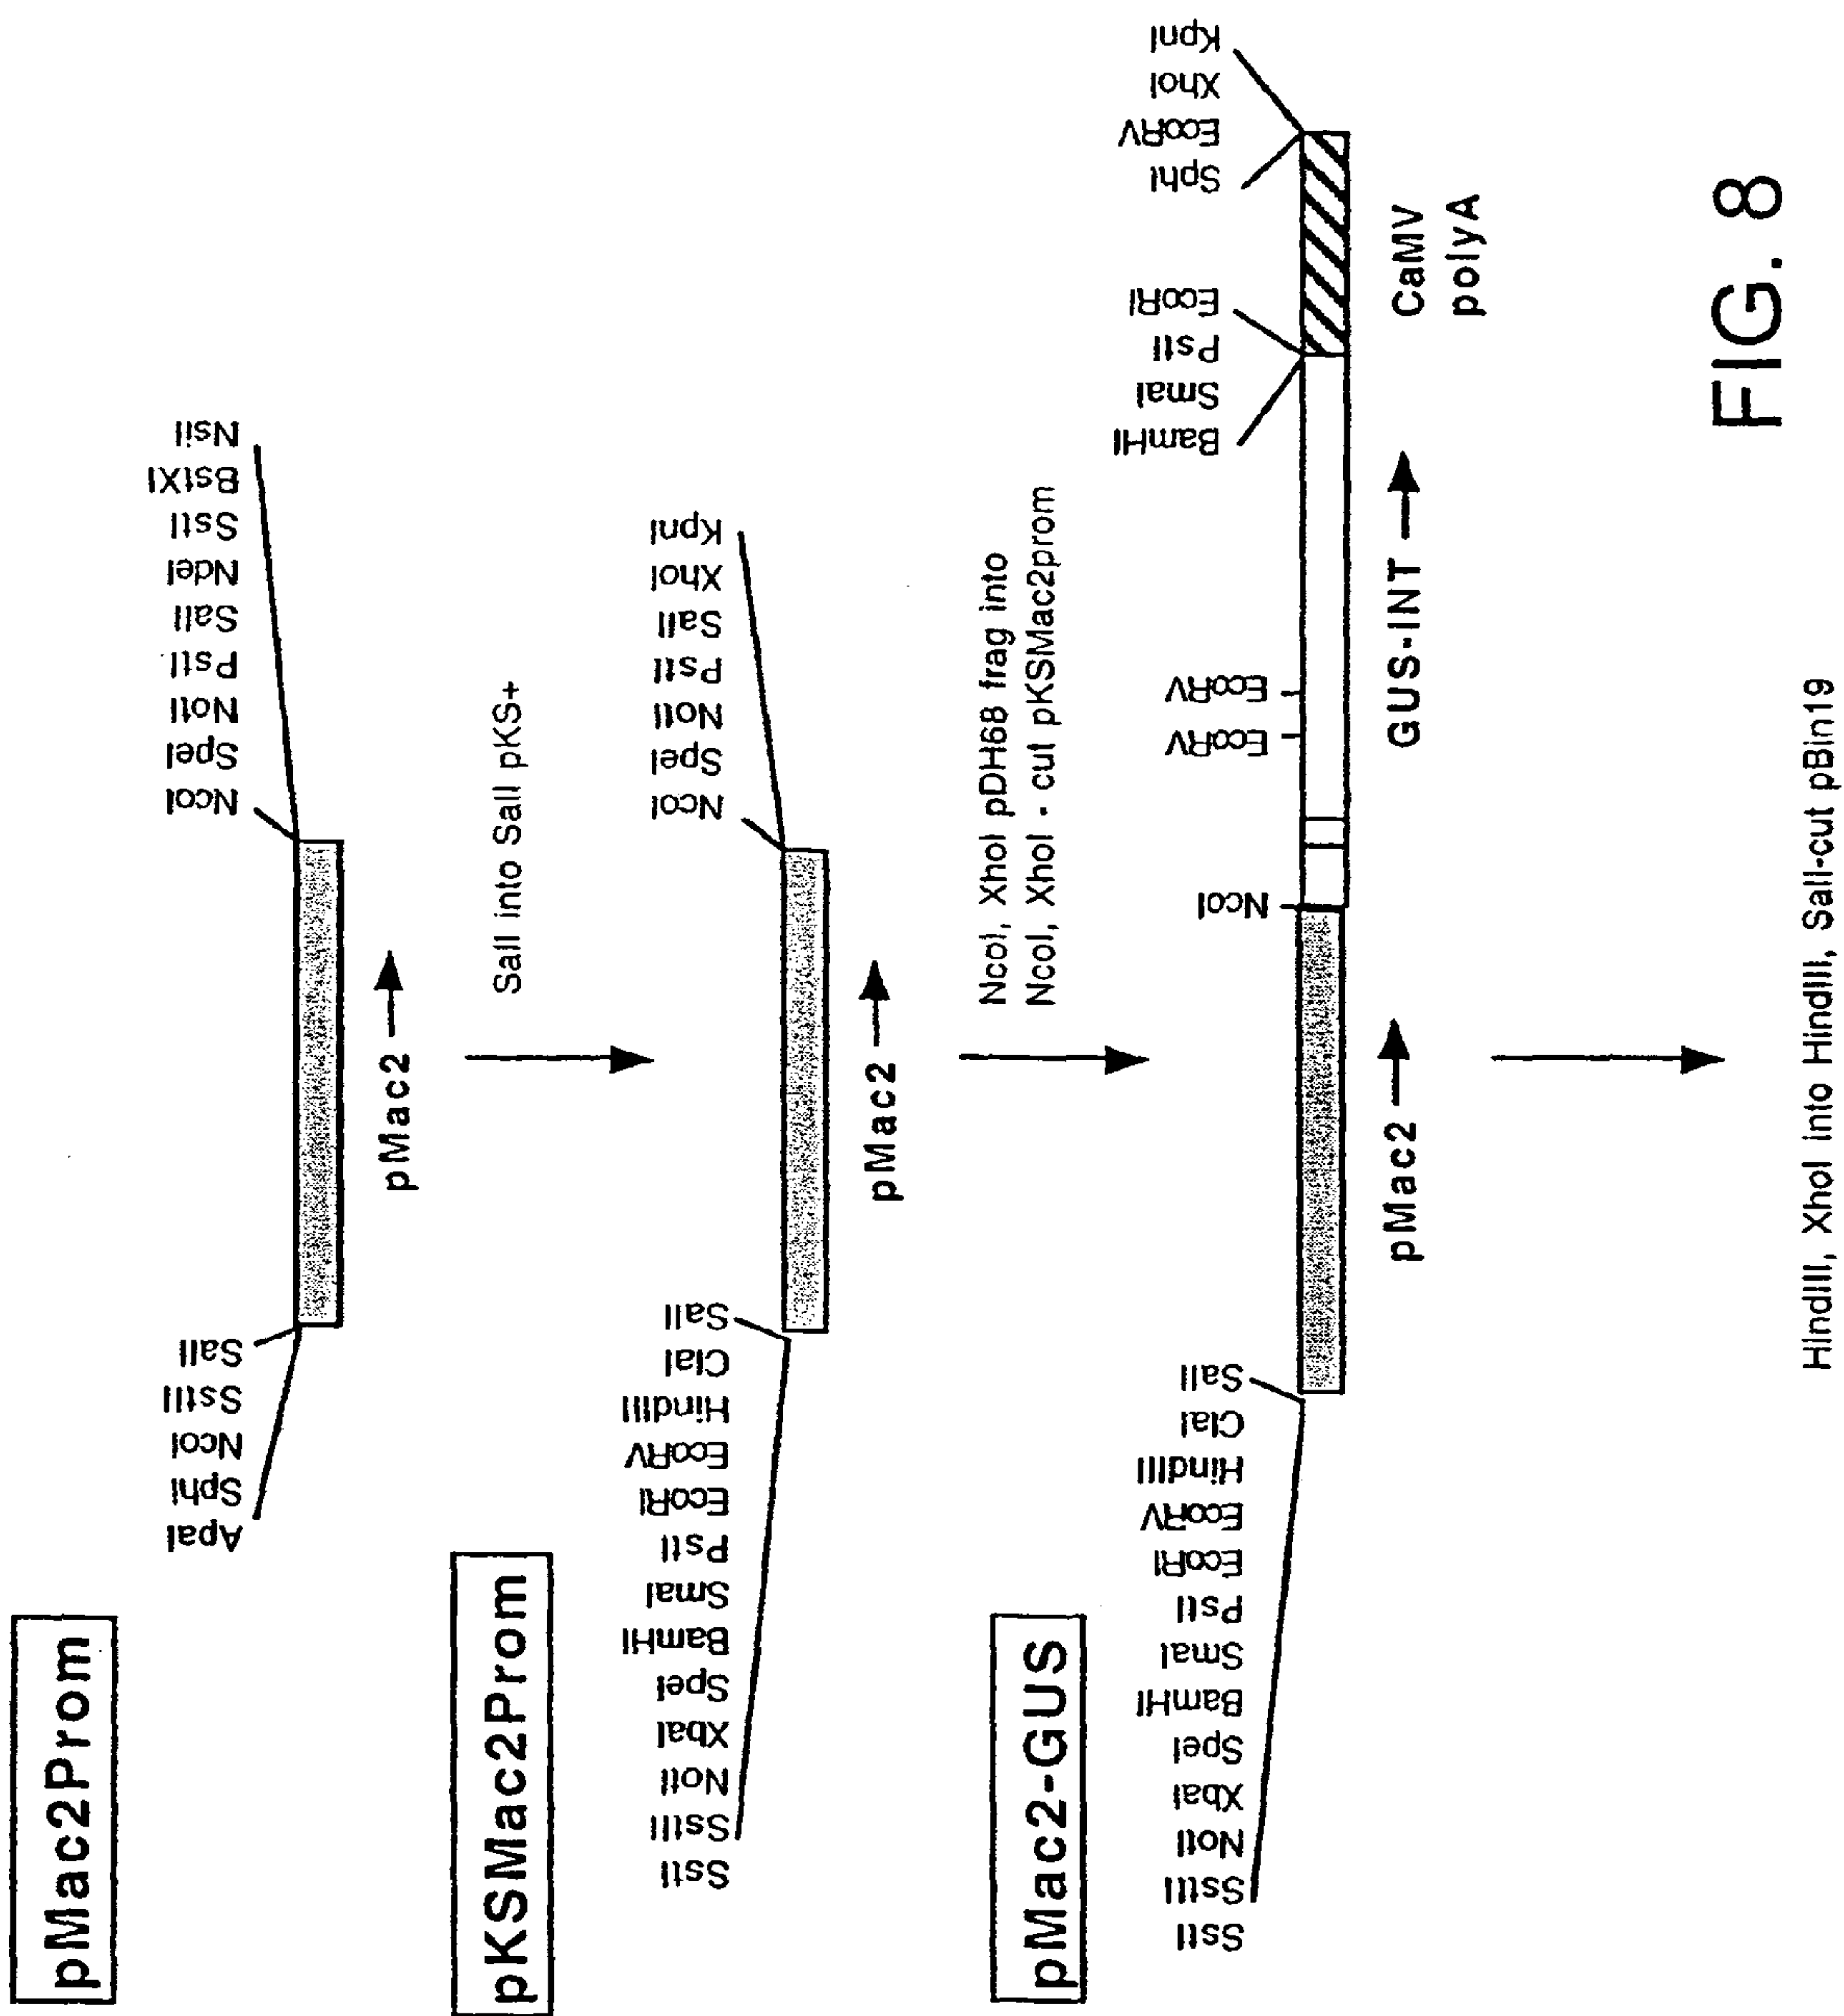 pMac2Prom
ApaI
SphI
NcoI
SstII
SalI
NcoI
SpeI
NotI
PstI
SalI
NdeI
SstI
BstXI
NsiI
pMac2
SalI into SalI pKS+
pKSMac2Prom
SstI
SstII
NotI
XbaI
SpeI
BamHI
SmaI
PstI
EcoRI
EcoRV
HindIII
ClaI
SalI
NcoI
SpeI
NotI
PstI
SalI
XhoI
KpnI
pMac2
NcoI, XhoI pDH68 frag into
NcoI, XhoI - cut pKSMac2prom
pMac2-GUS
SstI
SstII
NotI
XbaI
SpeI
BamHI
SmaI
PstI
EcoRI
EcoRV
HindIII
ClaI
SalI
NcoI
EcoRV
EcoRV
BamHI
SmaI
PstI
EcoRI
SphI
EcoRV
XhoI
KpnI
pMac2
GUS-INT
CaMV
polyA
HindIII, XhoI into HindIII, SalI-cut pBin19
FIG. 8